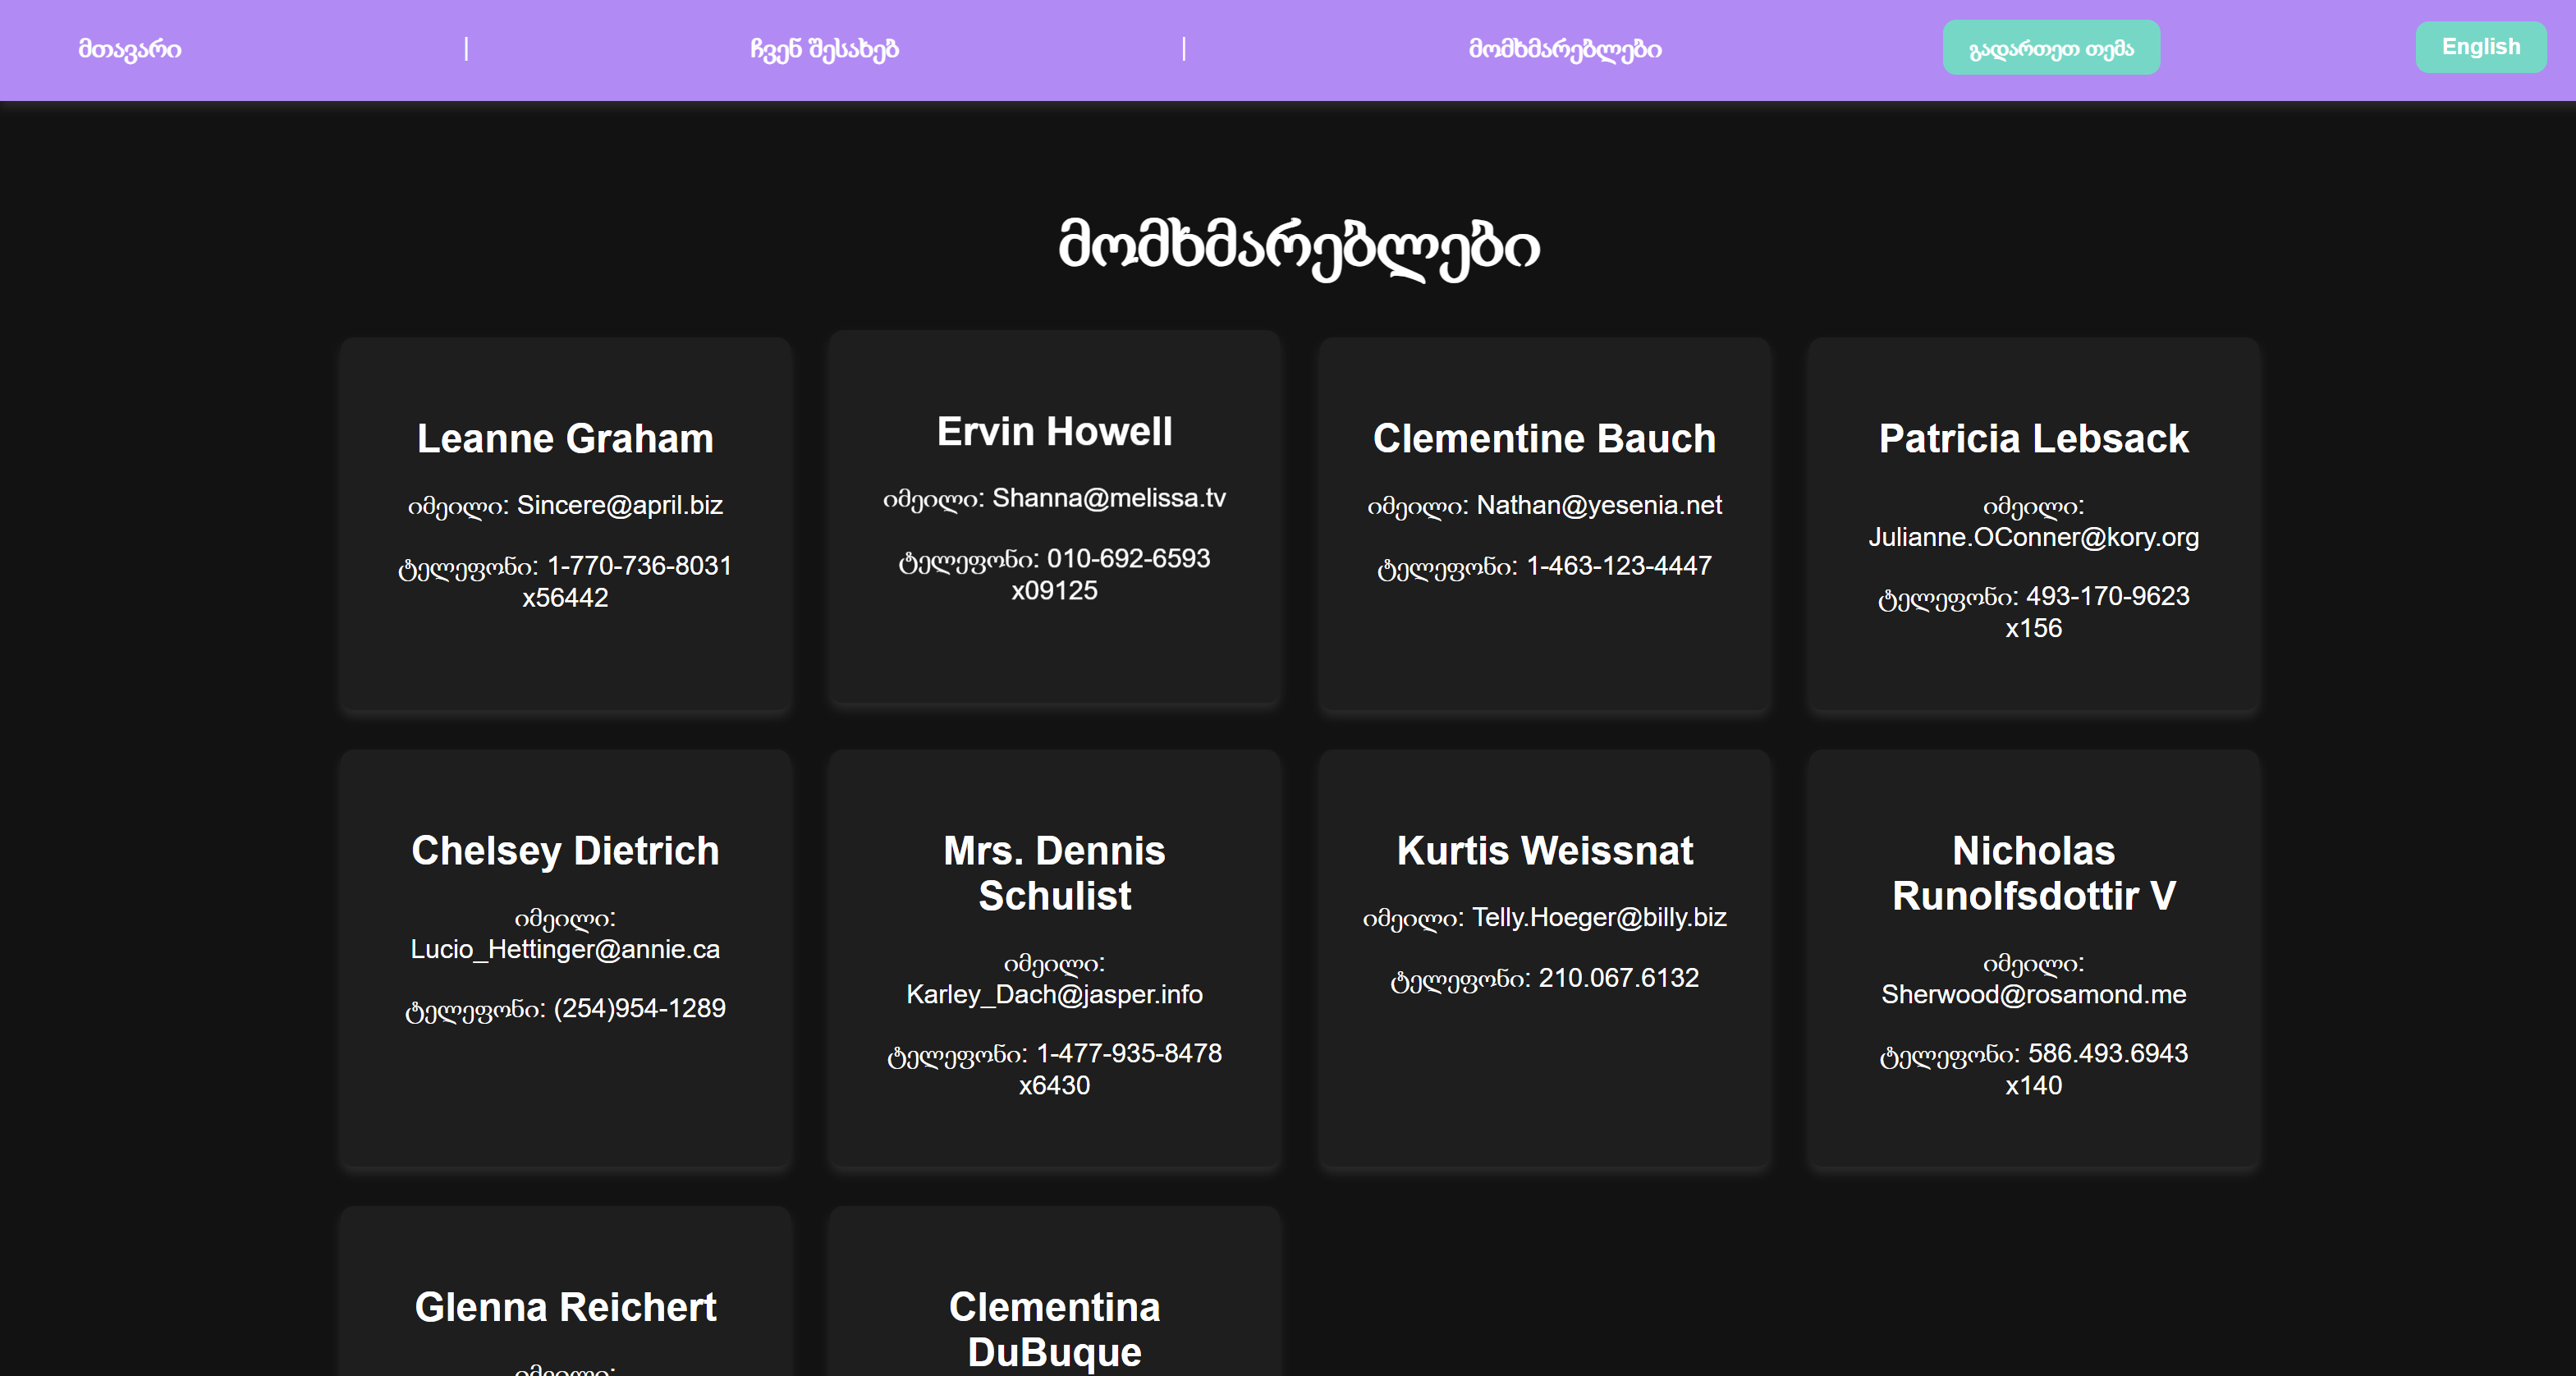 მთავარი | ჩვენ შესახებ | მომხმარებლები გადართეთ თემა English
მომხმარებლები
Leanne Graham
იმეილი: Sincere@april.biz
ტელეფონი: 1-770-736-8031
x56442
Ervin Howell
იმეილი: Shanna@melissa.tv
ტელეფონი: 010-692-6593
x09125
Clementine Bauch
იმეილი: Nathan@yesenia.net
ტელეფონი: 1-463-123-4447
Patricia Lebsack
იმეილი:
Julianne.OConner@kory.org
ტელეფონი: 493-170-9623
x156
Chelsey Dietrich
იმეილი:
Lucio_Hettinger@annie.ca
ტელეფონი: (254)954-1289
Mrs. Dennis
Schulist
იმეილი:
Karley_Dach@jasper.info
ტელეფონი: 1-477-935-8478
x6430
Kurtis Weissnat
იმეილი: Telly.Hoeger@billy.biz
ტელეფონი: 210.067.6132
Nicholas
Runolfsdottir V
იმეილი:
Sherwood@rosamond.me
ტელეფონი: 586.493.6943
x140
Glenna Reichert
იმეილი:
Clementina
DuBuque